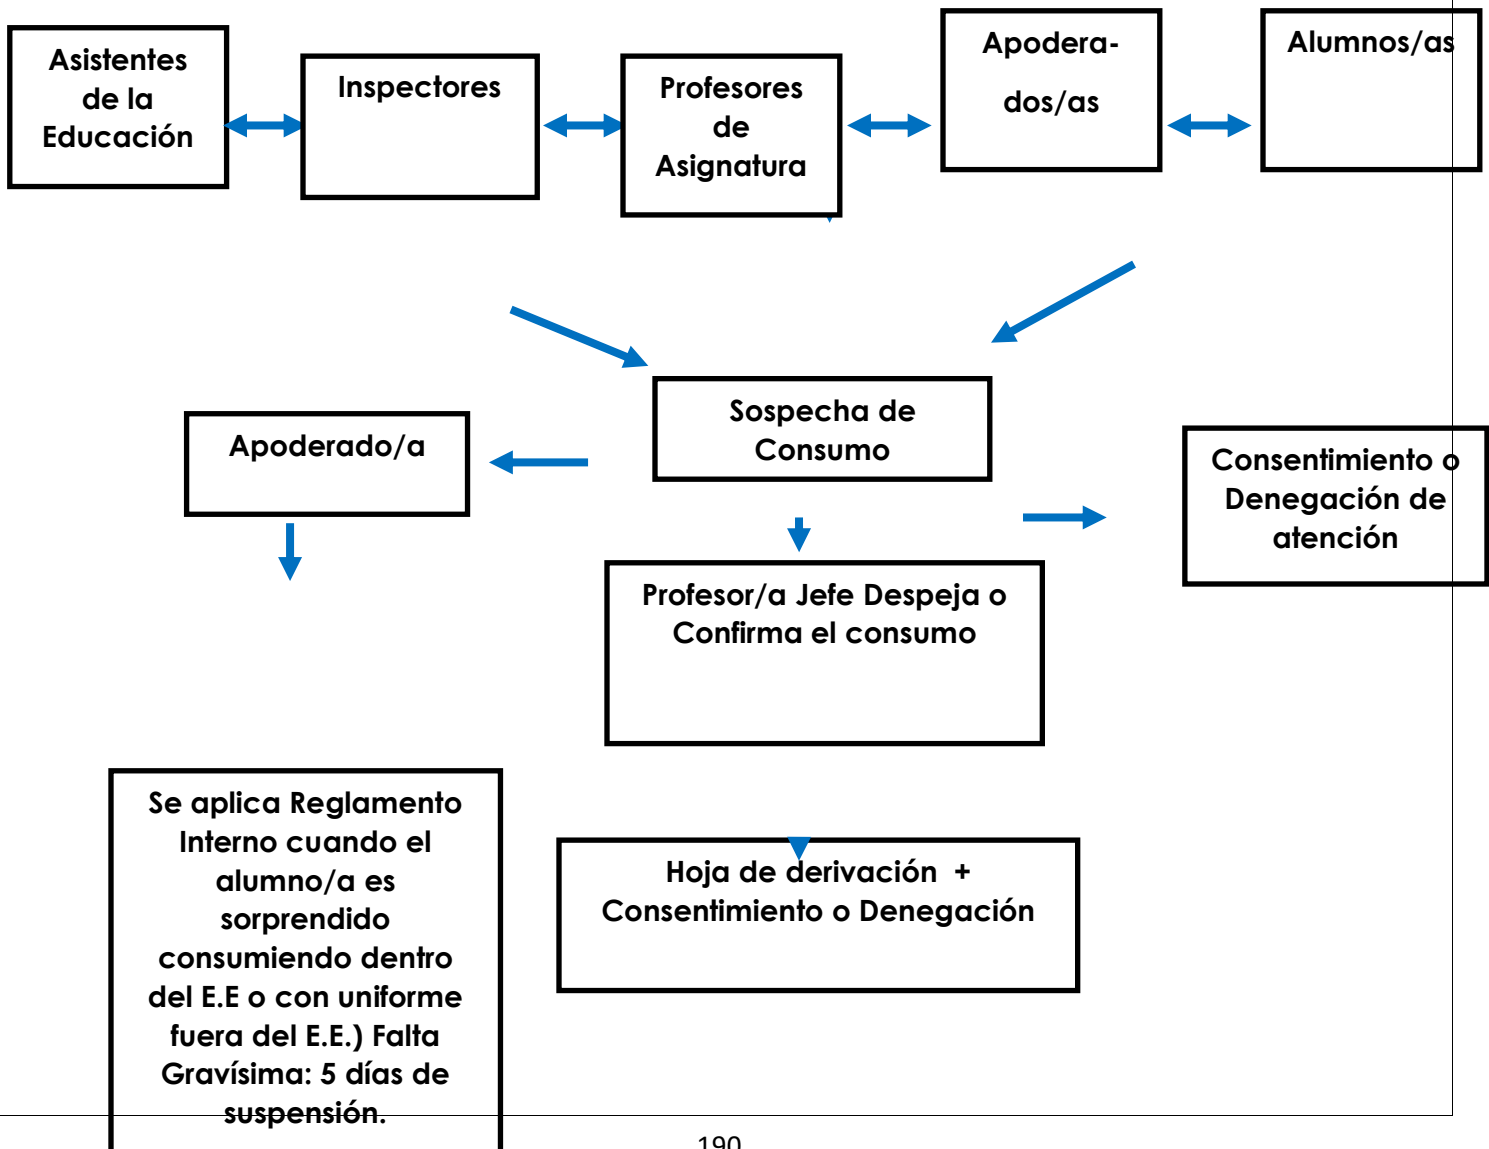 Asistentes
de la
Educación
Inspectores
Profesores
de
Asignatura
Apodera-
dos/as
Alumnos/as
Sospecha de
Consumo
Apoderado/a
Consentimiento o
Denegación de
atención
Profesor/a Jefe Despeja o
Confirma el consumo
Se aplica Reglamento
Interno cuando el
alumno/a es
sorprendido
consumiendo dentro
del E.E o con uniforme
fuera del E.E.) Falta
Gravísima: 5 días de
suspensión.
Hoja de derivación +
Consentimiento o Denegación
190